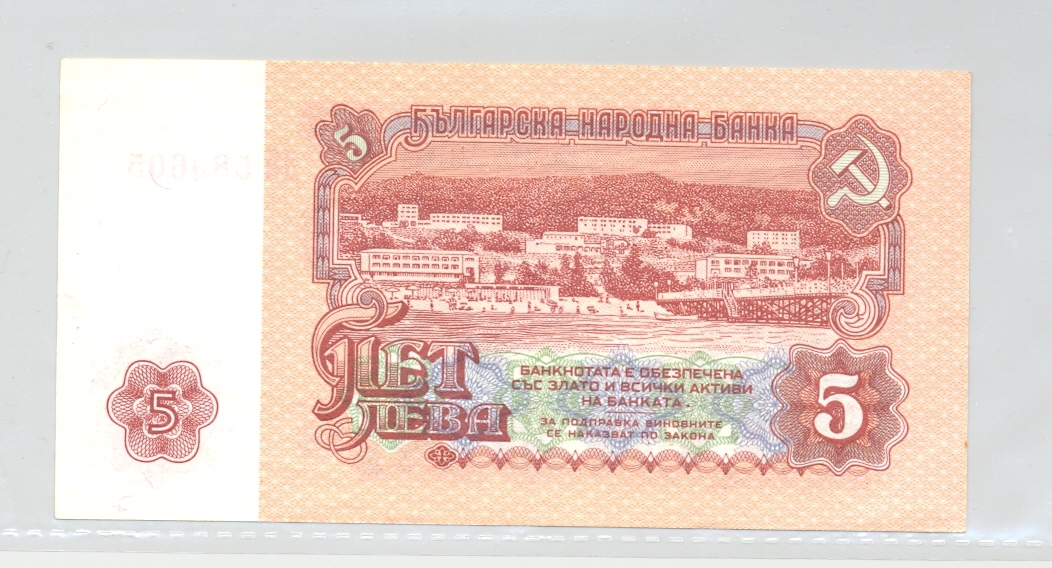 5
БЪЛГАРСКА НАРОДНА БАНКА
ПЕТ
ЛЕВА
БАНКНОТАТА Е ОБЕЗПЕЧЕНА
СЪС ЗЛАТО И ВСИЧКИ АКТИВИ
НА БАНКАТА.
ЗА ПОДПРАВКА ВИНОВНИТЕ
СЕ НАКАЗВАТ ПО ЗАКОНА
5
5